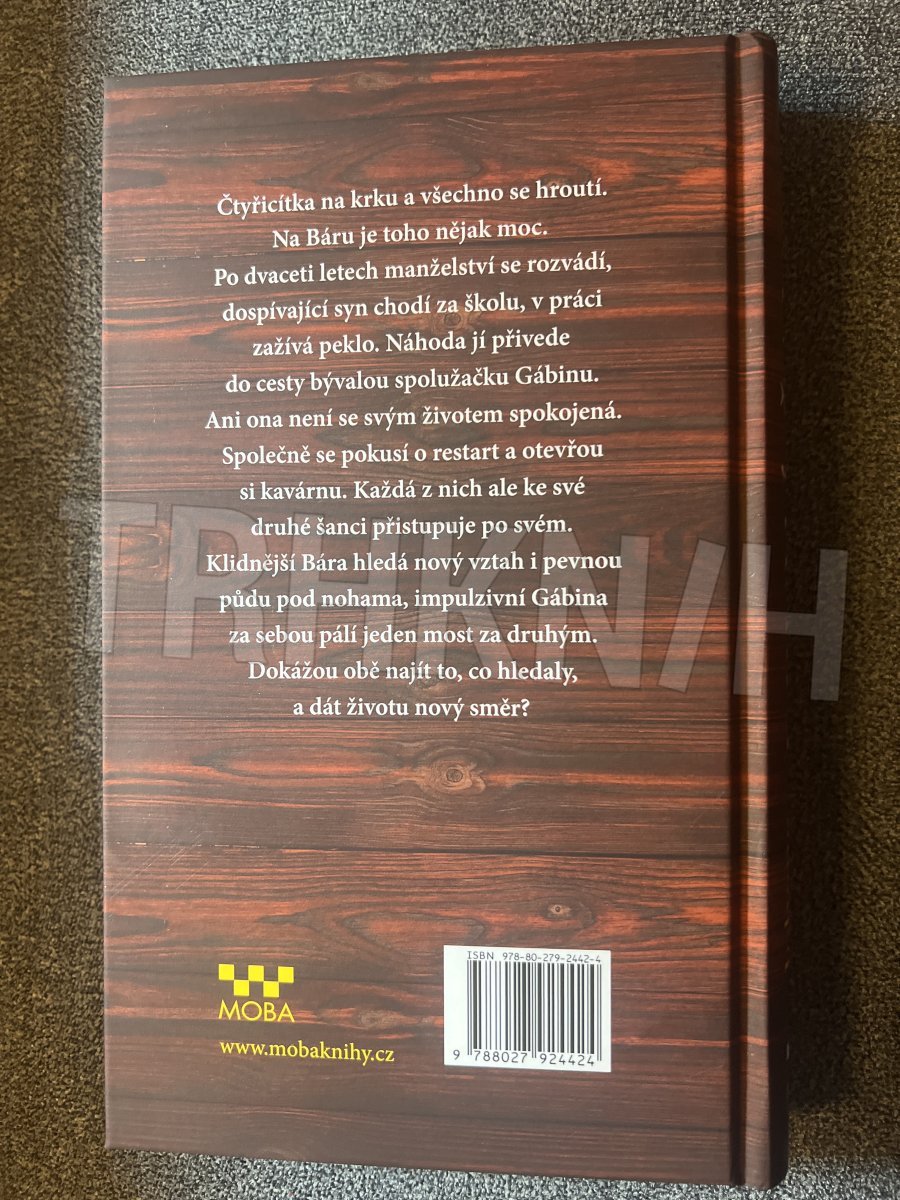 Čtyřicítka na krku a všechno se hroutí.
Na Báru je toho nějak moc.
Po dvaceti letech manželství se rozvádí,
dospívající syn chodí za školu, v práci
zažívá peklo. Náhoda jí přivede
do cesty bývalou spolužačku Gábinu.
Ani ona není se svým životem spokojená.
Společně se pokusí o restart a otevřou
si kavárnu. Každá z nich ale ke své
druhé šanci přistupuje po svém.
Klidnější Bára hledá nový vztah i pevnou
půdu pod nohama, impulzivní Gábina
za sebou pálí jeden most za druhým.
Dokážou obě najít to, co hledaly,
a dát životu nový směr?
TRHKNIH
MOBA
www.mobaknihy.cz
ISBN 978-80-279-2442-4
9 788027 924424